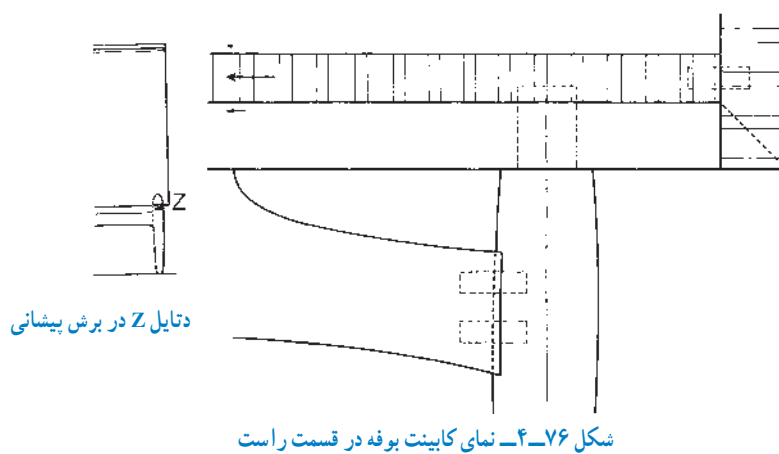 Z
دتایل Z در برش پیشانی
شکل ۷۶ــ۴ــ نمای کابینت بوفه در قسمت راست